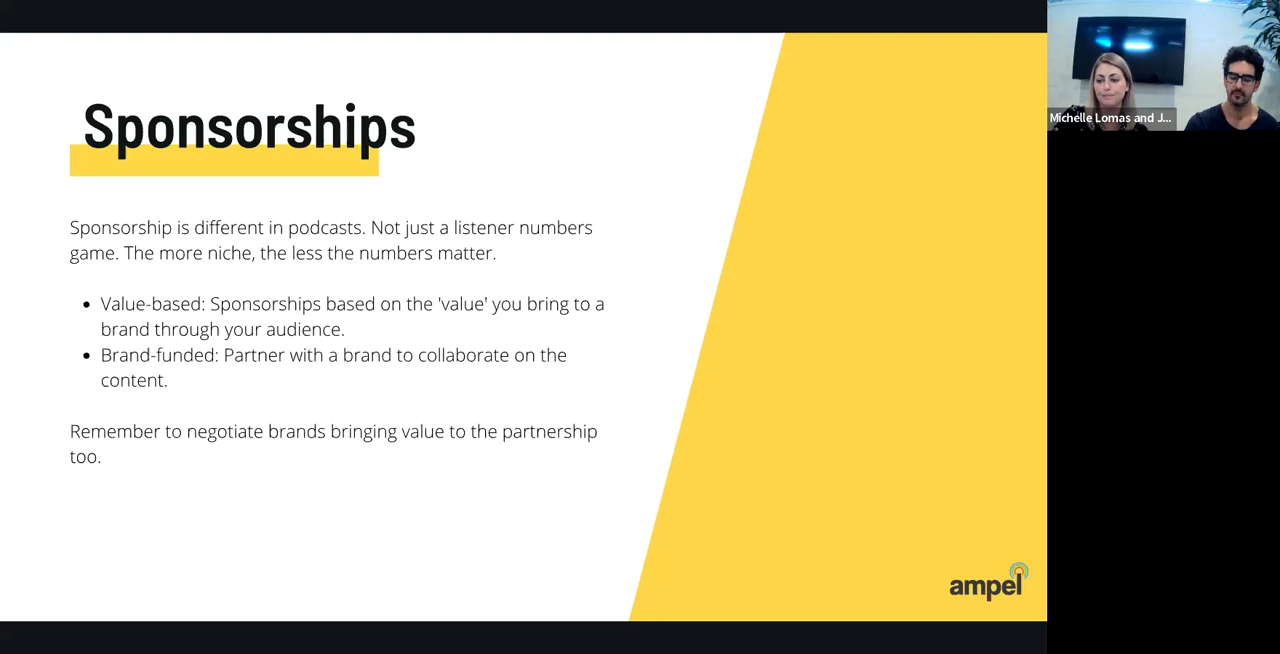 Sponsorships
Sponsorship is different in podcasts. Not just a listener numbers
game. The more niche, the less the numbers matter.
• Value-based: Sponsorships based on the 'value' you bring to a
brand through your audience.
• Brand-funded: Partner with a brand to collaborate on the
content.
Remember to negotiate brands bringing value to the partnership
too.
ampel
Michelle Lomas and J...